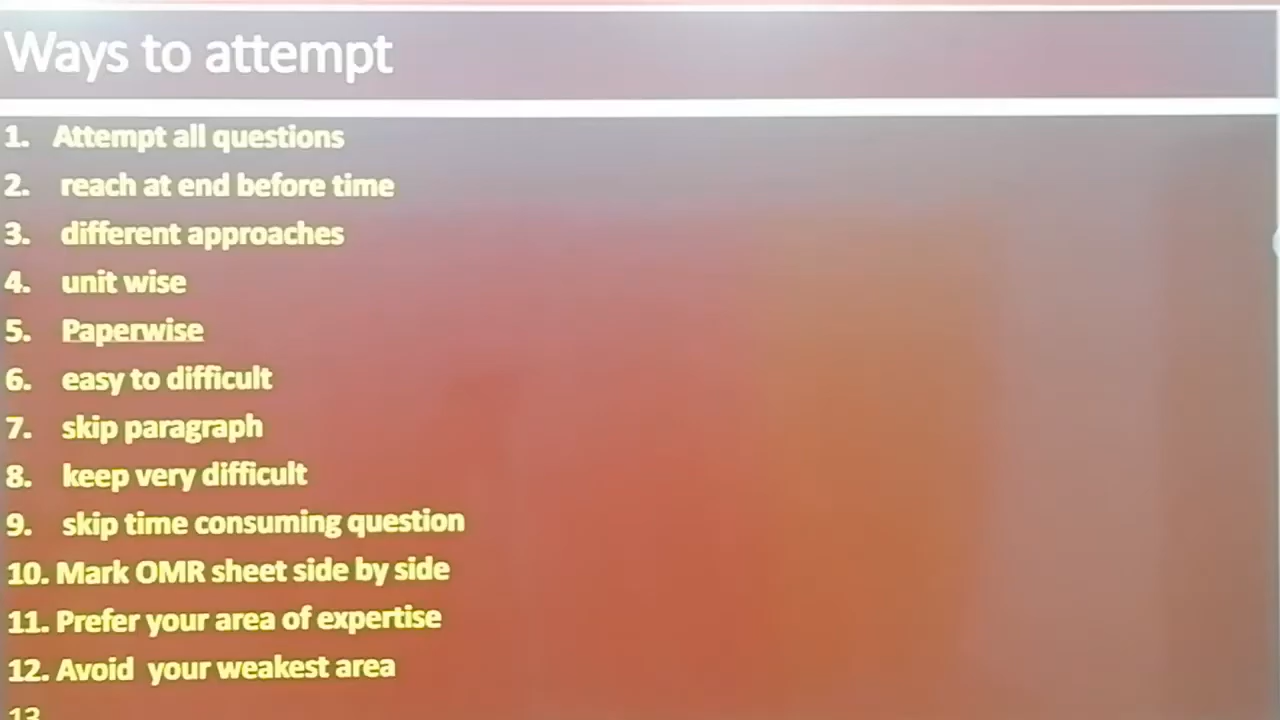 Ways to attempt
1. Attempt all questions
2. reach at end before time
3. different approaches
4. unit wise
5. Paperwise
6. easy to difficult
7. skip paragraph
8. keep very difficult
9. skip time consuming question
10. Mark OMR sheet side by side
11. Prefer your area of expertise
12. Avoid your weakest area
13